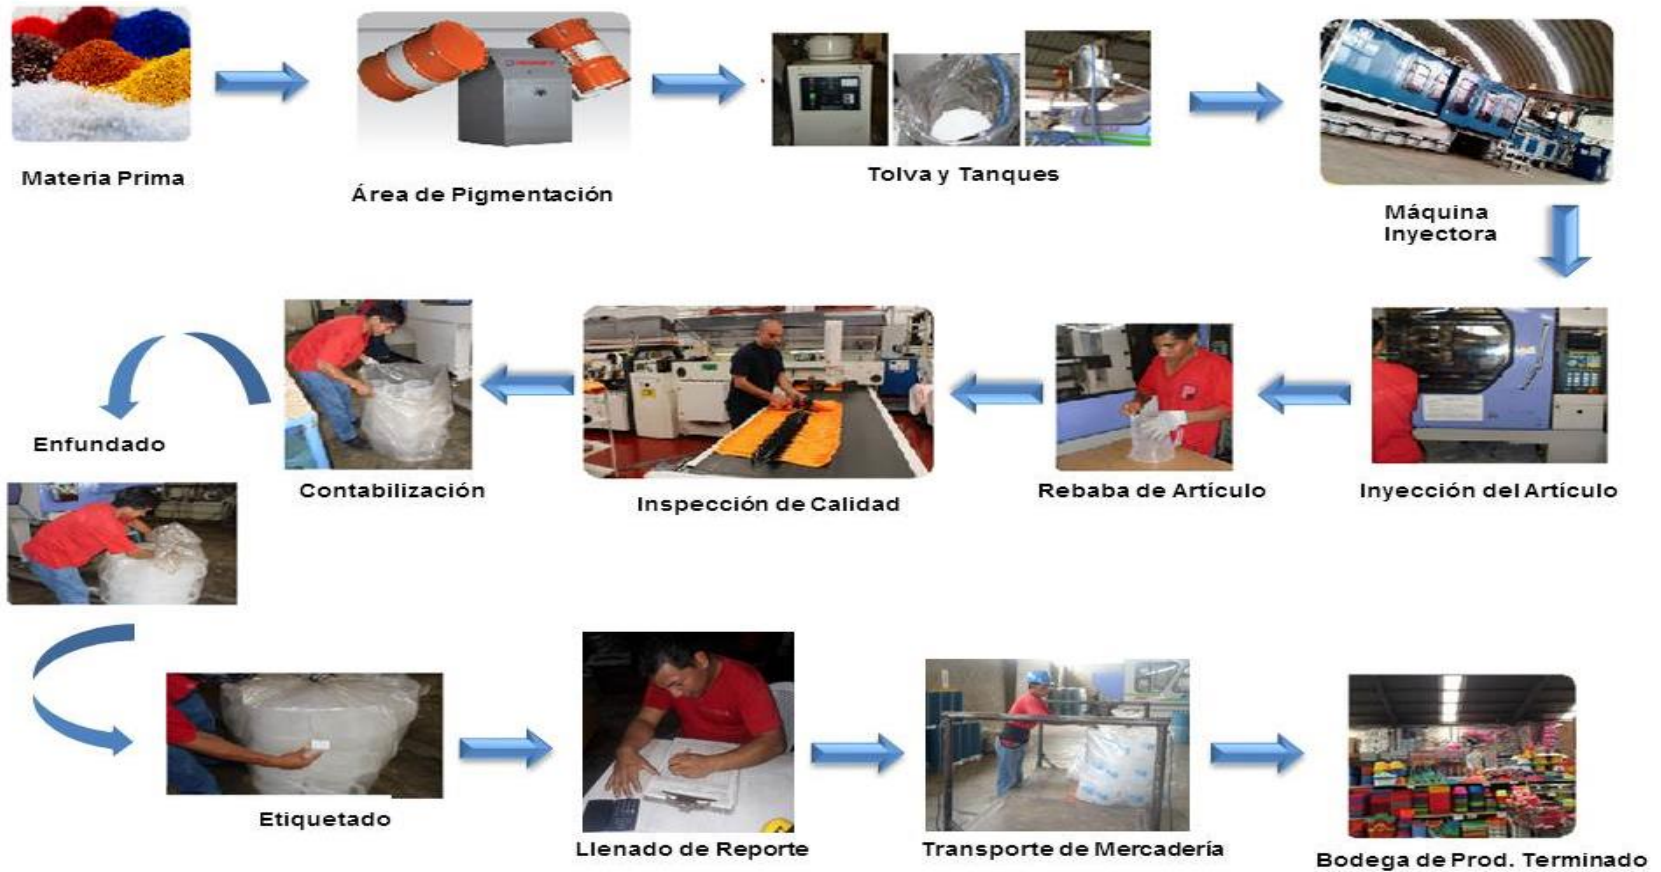 Materia Prima
Área de Pigmentación
Tolva y Tanques
Máquina
Inyectora
Inyección del Artículo
Rebaba de Artículo
Inspección de Calidad
Contabilización
Enfundado
Etiquetado
Llenado de Reporte
Transporte de Mercadería
Bodega de Prod. Terminado